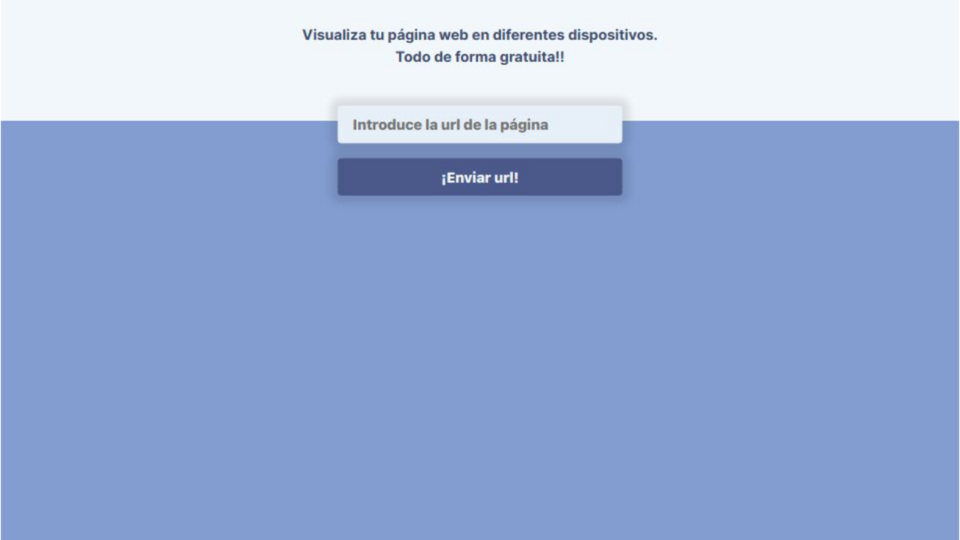 Visualiza tu página web en diferentes dispositivos.
Todo de forma gratuita!!
Introduce la url de la página
¡Enviar url!